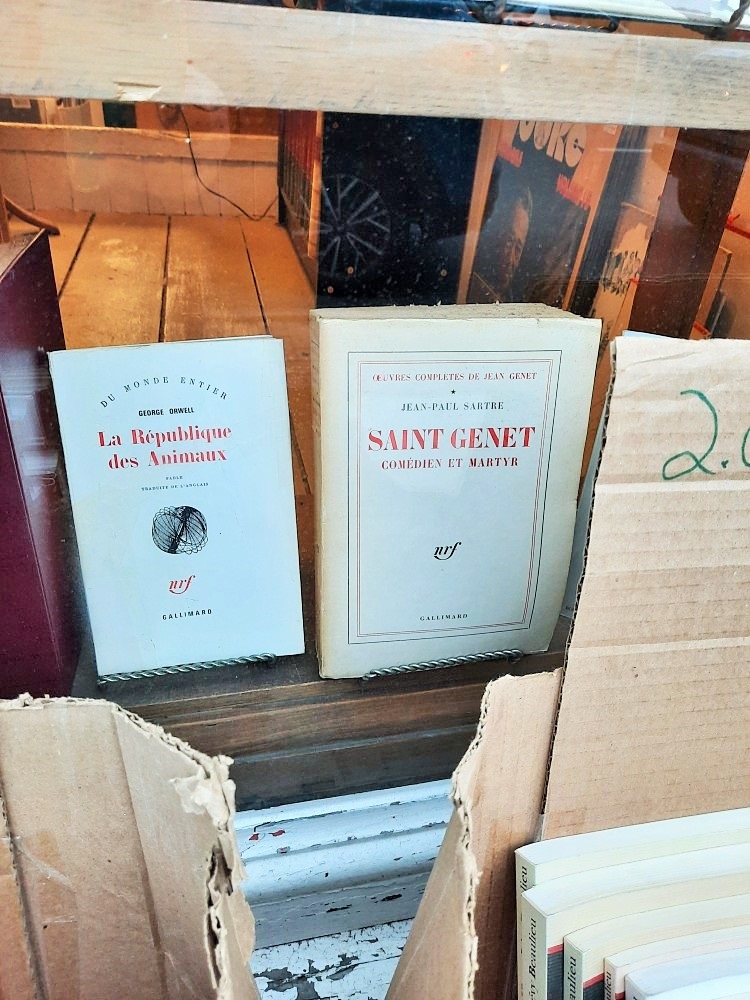 DU MONDE ENTIER
GEORGE ORWELL
La République
des Animaux
FABLE
TRADUITE DE L'ANGLAIS
nrf
GALLIMARD
ŒUVRES COMPLÈTES DE JEAN GENET
★
JEAN-PAUL SARTRE
SAINT GENET
COMÉDIEN ET MARTYR
nrf
GALLIMARD
Beaulieu